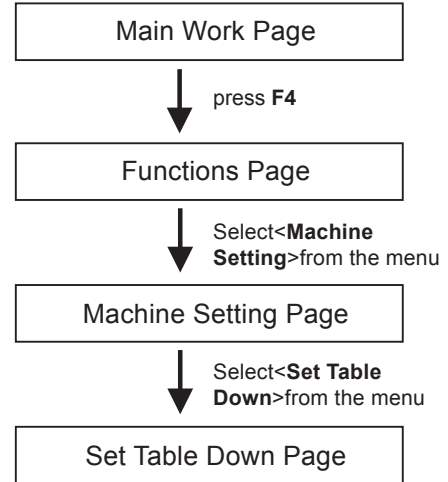 Main Work Page
press F4
Functions Page
Select<Machine
Setting>from the menu
Machine Setting Page
Select<Set Table
Down>from the menu
Set Table Down Page